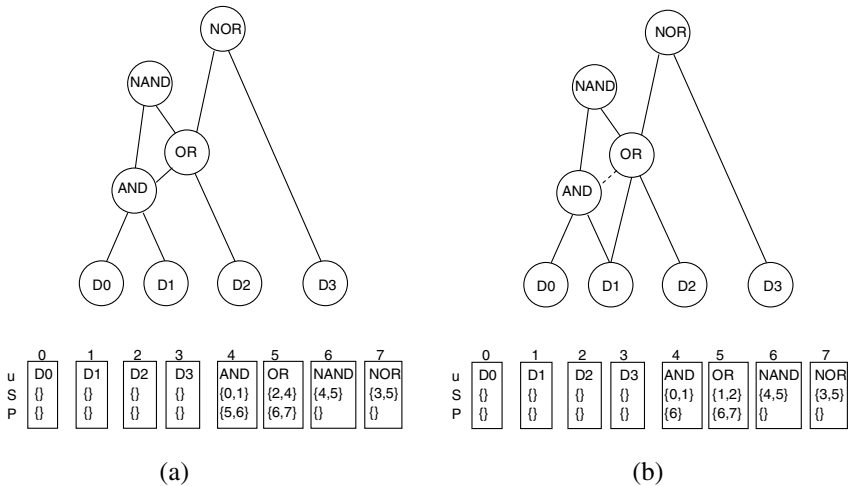 NOR
NAND
OR
AND
D0 D1 D2 D3
0 1 2 3 4 5 6 7
u D0 D1 D2 D3 AND OR NAND NOR
S {} {} {} {} {0,1} {2,4} {4,5} {3,5}
P {} {} {} {} {5,6} {6,7} {} {}
(a)
NOR
NAND
OR
AND
D0 D1 D2 D3
0 1 2 3 4 5 6 7
u D0 D1 D2 D3 AND OR NAND NOR
S {} {} {} {} {0,1} {1,2} {4,5} {3,5}
P {} {} {} {} {6} {6,7} {} {}
(b)